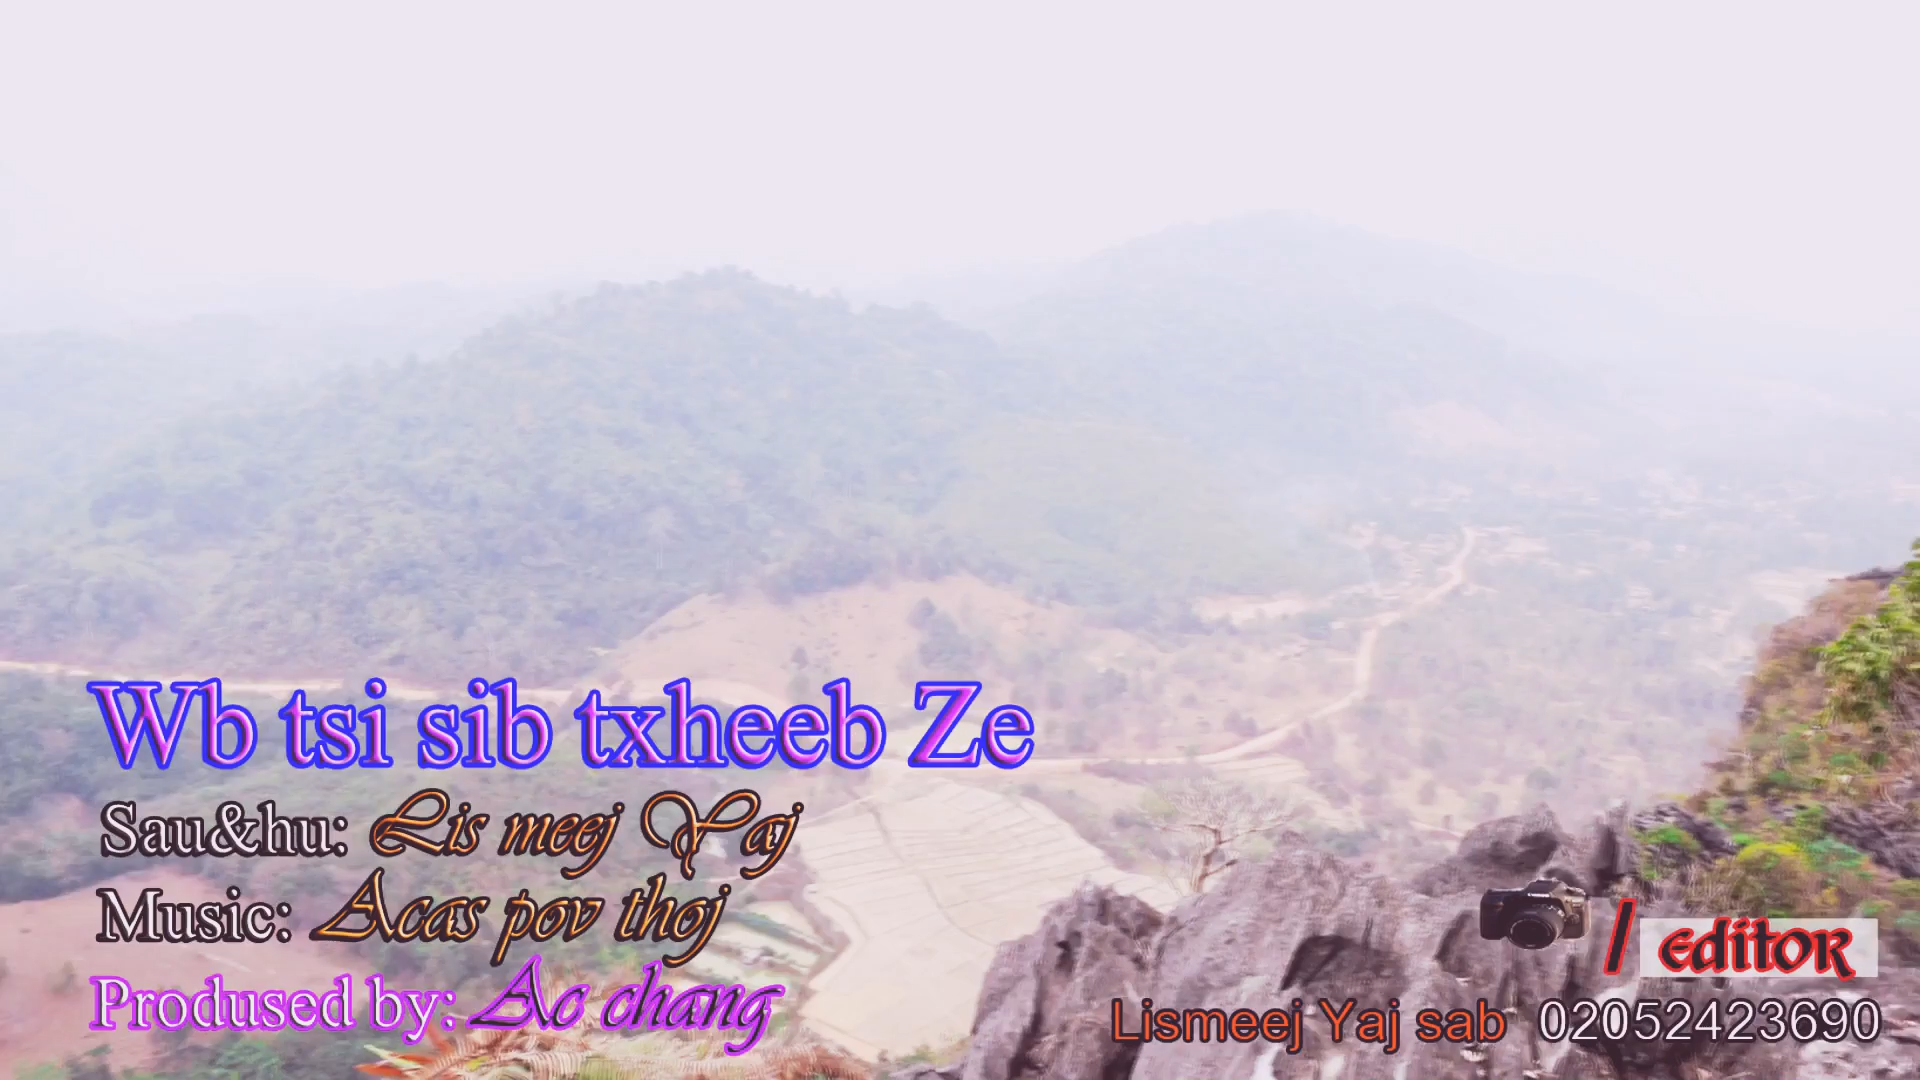 Wb tsi sib txheeb Ze
Sau&hu: Lis meej Yaj
Music: Acas pov thoj
Prodused by: Ac chang
/ editor
Lismeej Yaj sab 02052423690